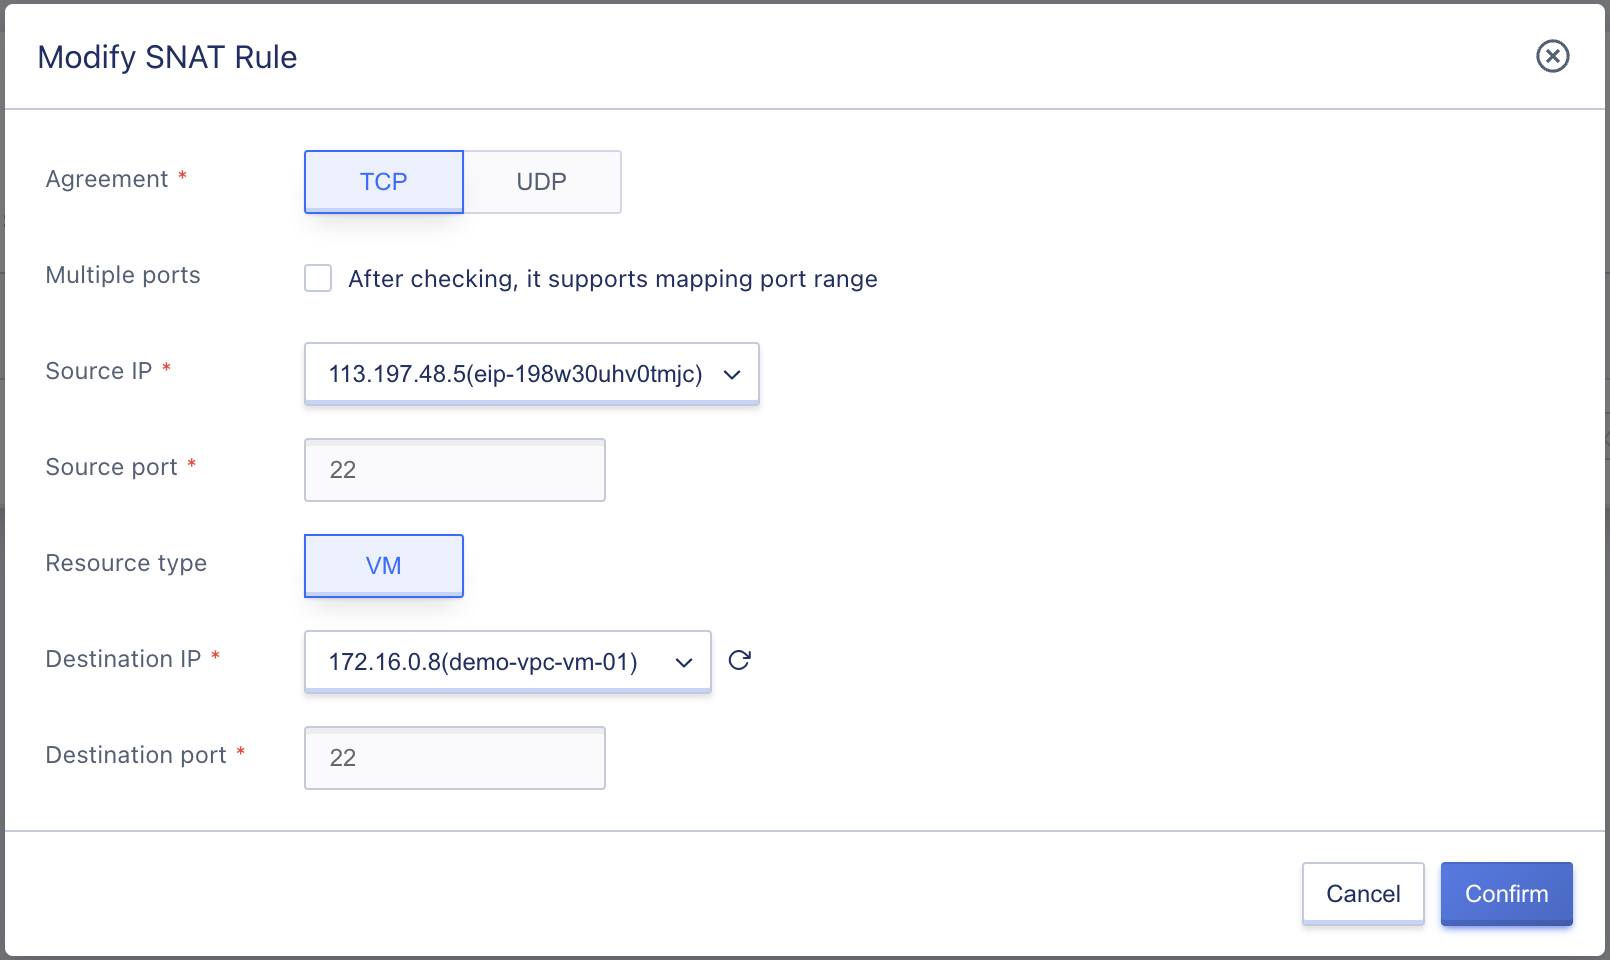 Modify SNAT Rule
Agreement *
TCP
UDP
Multiple ports
After checking, it supports mapping port range
Source IP *
113.197.48.5(eip-198w30uhv0tmjc)
Source port *
22
Resource type
VM
Destination IP *
172.16.0.8(demo-vpc-vm-01)
Destination port *
22
Cancel
Confirm